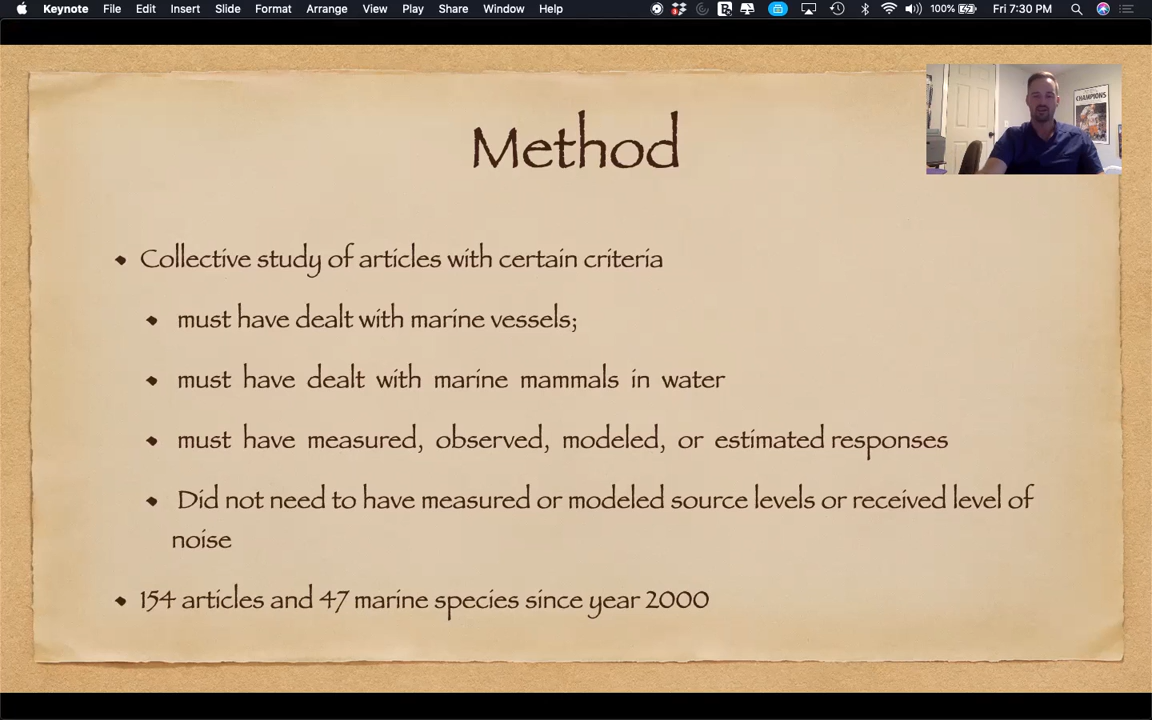 Keynote File Edit Insert Slide Format Arrange View Play Share Window Help 100% Fri 7:30 PM
CHAMPIONS
Method
Collective study of articles with certain criteria
must have dealt with marine vessels;
must have dealt with marine mammals in water
must have measured, observed, modeled, or estimated responses
Did not need to have measured or modeled source levels or received level of
noise
154 articles and 47 marine species since year 2000